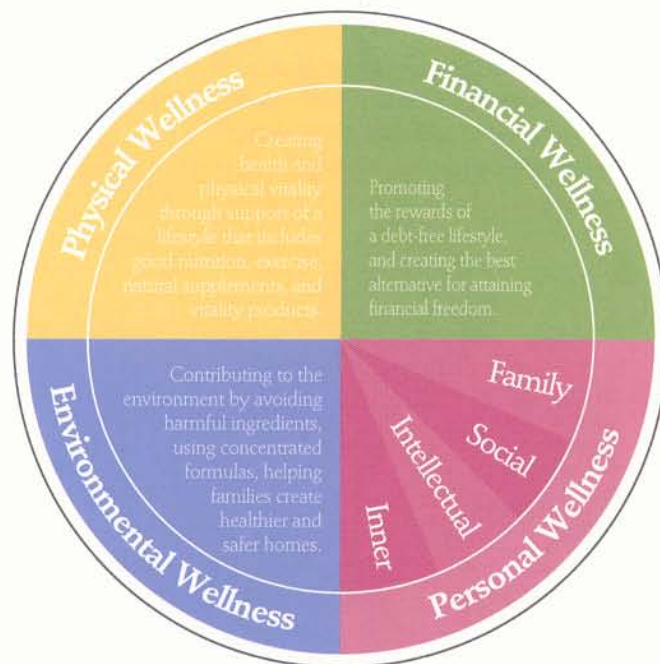 Physical Wellness
Creating
health and
physical vitality
through support of a
lifestyle that includes
good nutrition, exercise,
natural supplements, and
vitality products.
Financial Wellness
Promoting
the rewards of
a debt-free lifestyle,
and creating the best
alternative for attaining
financial freedom.
Environmental Wellness
Contributing to the
environment by avoiding
harmful ingredients,
using concentrated
formulas, helping
families create
healthier and
safer homes.
Personal Wellness
Family
Social
Intellectual
Inner